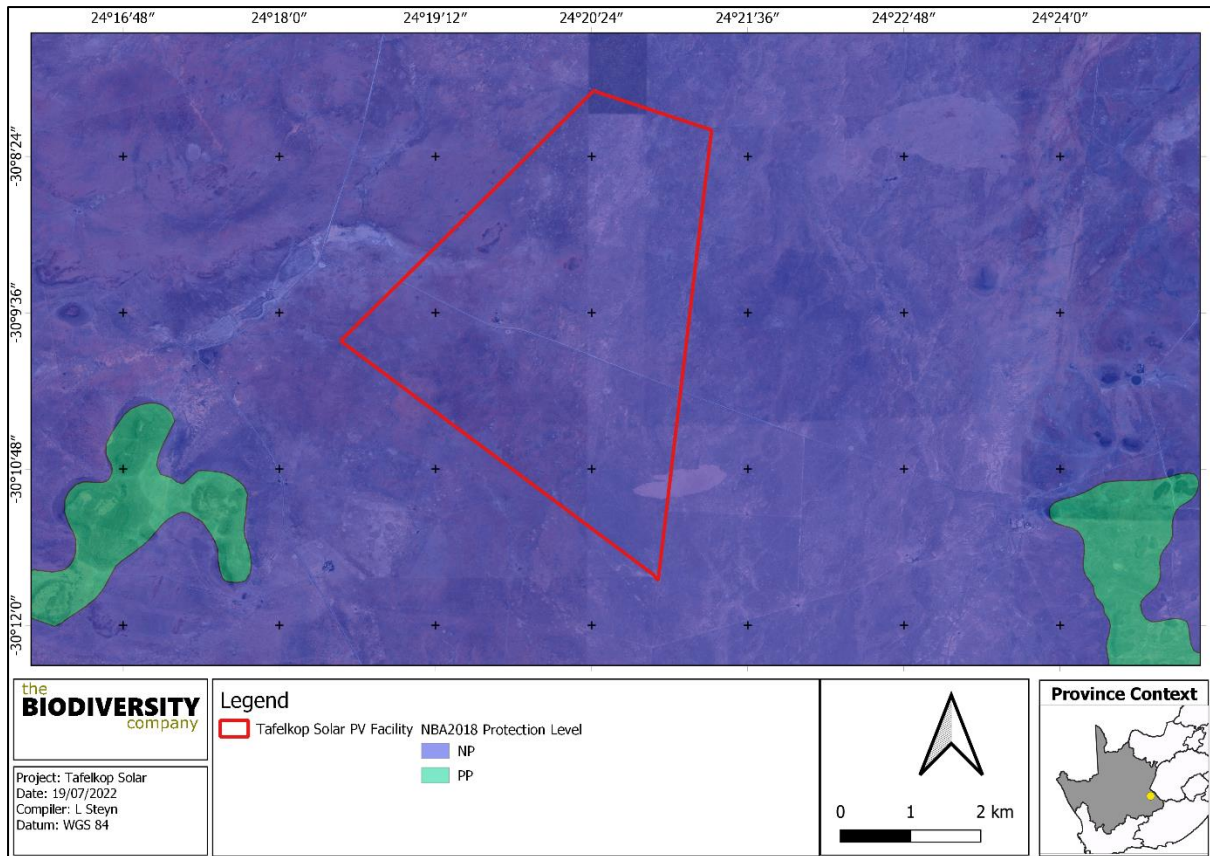 24°16′48″ 24°18′0″ 24°19′12″ 24°20′24″ 24°21′36″ 24°22′48″ 24°24′0″
-30°8′24″
-30°9′36″
-30°10′48″
-30°12′0″
the
BIODIVERSITY
company
Project: Tafelkop Solar
Date: 19/07/2022
Compiler: L Steyn
Datum: WGS 84
Legend
Tafelkop Solar PV Facility NBA2018 Protection Level
NP
PP
0 1 2 km
Province Context